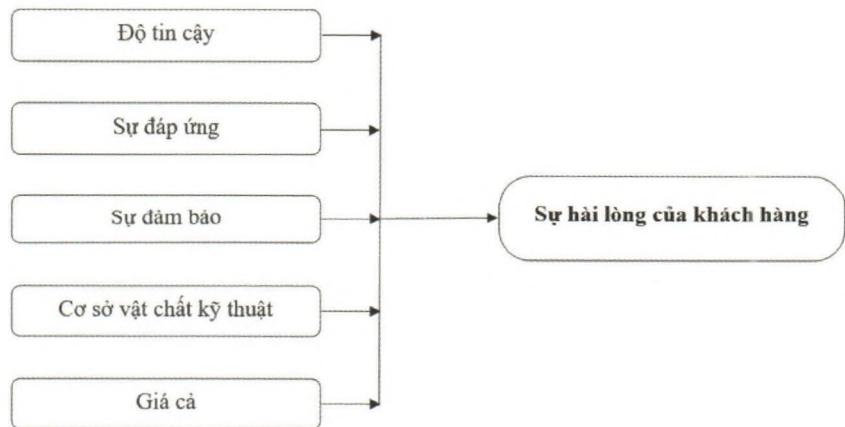 Độ tin cậy
Sự đáp ứng
Sự đảm bảo
Cơ sở vật chất kỹ thuật
Giá cả
Sự hài lòng của khách hàng